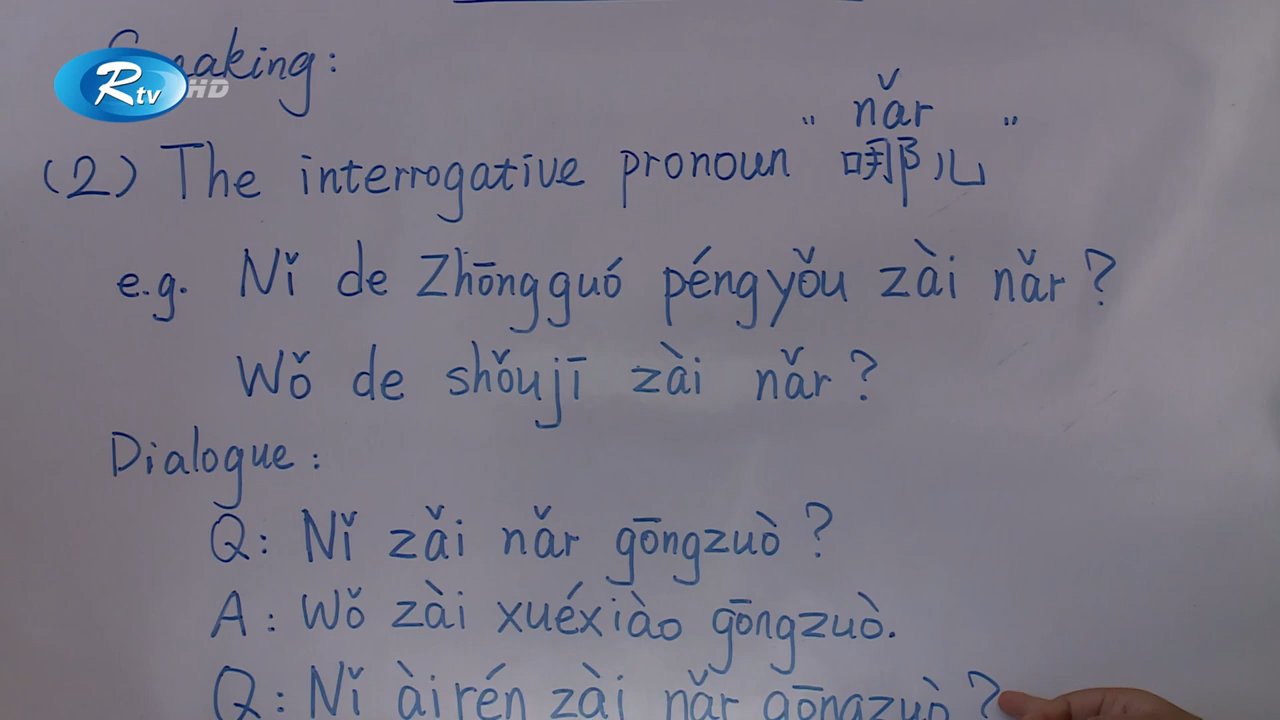 Speaking:
Rtv HD
nǎr
(2) The interrogative pronoun "哪儿"
e.g. Nǐ de Zhōngguó péngyǒu zài nǎr?
Wǒ de shǒujī zài nǎr?
Dialogue:
Q: Nǐ zǎi nǎr gōngzuò?
A: Wǒ zài xuéxiào gōngzuò.
Q: Nǐ àirén zài nǎr gōngzuò?